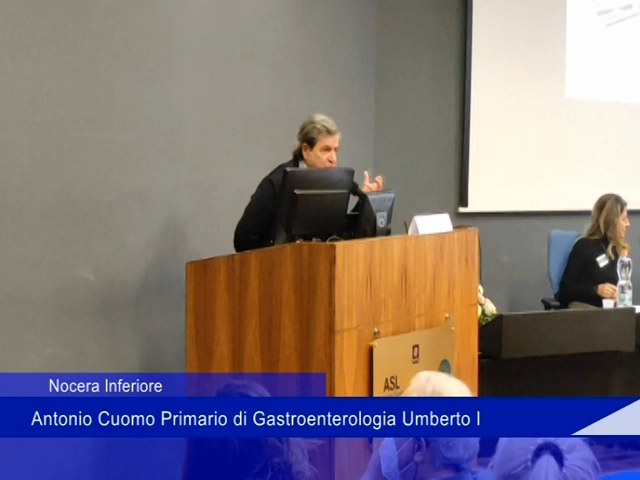 ASL
Nocera Inferiore
Antonio Cuomo Primario di Gastroenterologia Umberto I